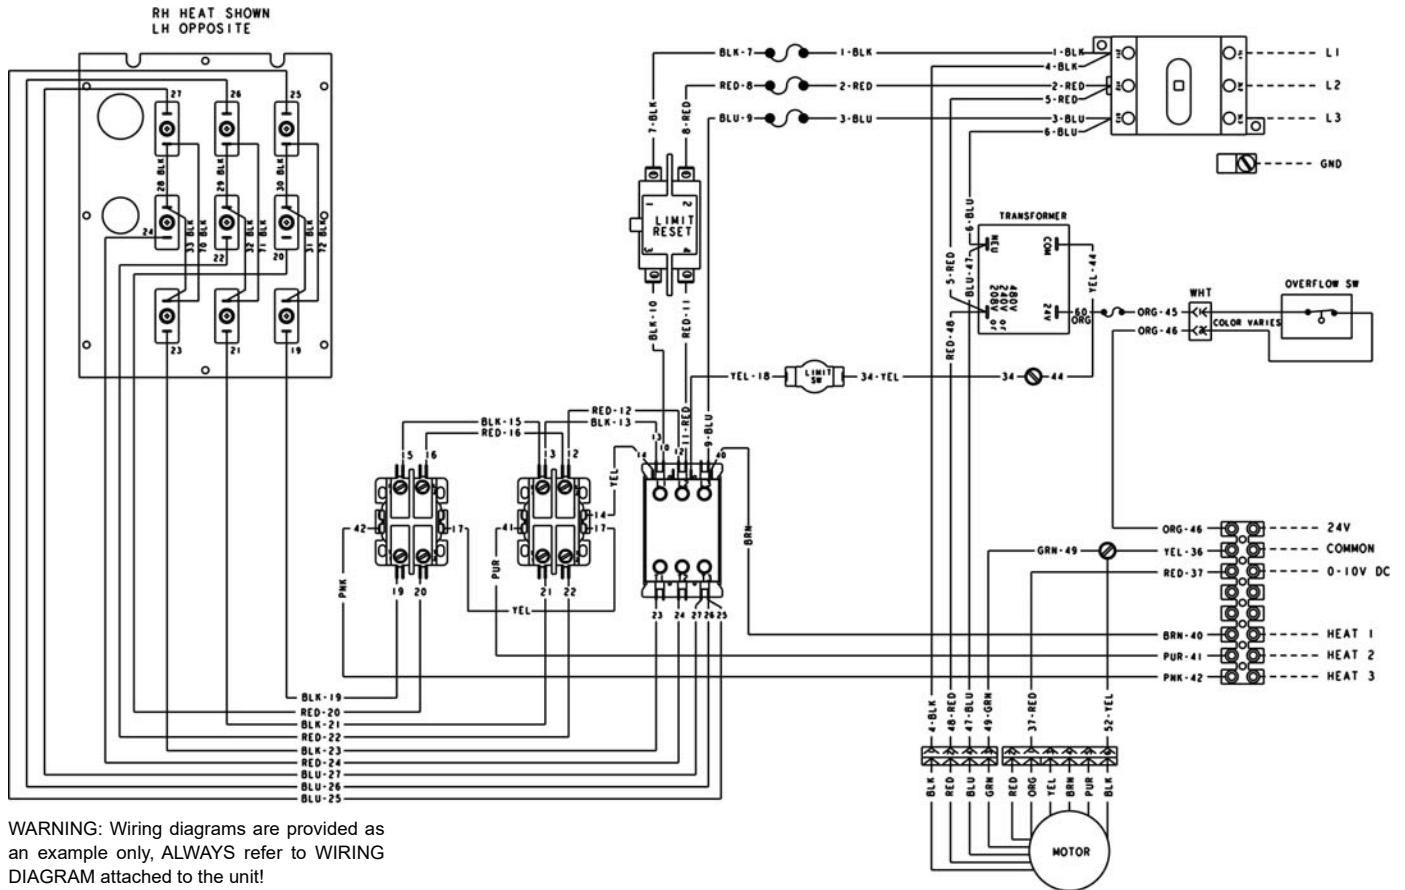 RH HEAT SHOWN
LH OPPOSITE
27
26
25
28 BLK
29 BLK
30 BLK
24
33 BLK
70 BLK
32 BLK
71 BLK
31 BLK
72 BLK
22
20
23
21
19
BLK-7
1-BLK
1-BLK
4-BLK
L1
RED-8
2-RED
2-RED
5-RED
L2
BLU-9
3-BLU
3-BLU
6-BLU
L3
GND
7-BLK
8-RED
1
2
LIMIT
RESET
3
4
BLK-10
RED-11
TRANSFORMER
6-BLU
NEU
COM
5-RED
BLU-47
YEL-44
480V
240V or
208V or
24V
RED-48
60
ORG
ORG-45
ORG-46
WHT
1
2
COLOR VARIES
OVERFLOW SW
YEL-18
LIMIT
SW
34-YEL
34
44
RED-12
BLK-15
BLK-13
RED-16
11-RED
9-BLU
13
10
12
14
40
15
16
13
12
YEL
42
17
41
14
17
BRN
PNK
PUR
YEL
19
20
21
22
23
24
27
26
25
ORG-46
24V
GRN-49
YEL-36
COMMON
RED-37
0-10V DC
BRN-40
HEAT 1
PUR-41
HEAT 2
PNK-42
HEAT 3
BLK-19
RED-20
BLK-21
RED-22
BLK-23
RED-24
BLU-27
BLU-26
BLU-25
4-BLK
48-RED
47-BLU
49-GRN
37-RED
52-YEL
BLK
RED
BLU
GRN
RED
ORG
YEL
BRN
PUR
BLK
MOTOR
WARNING: Wiring diagrams are provided as
an example only, ALWAYS refer to WIRING
DIAGRAM attached to the unit!